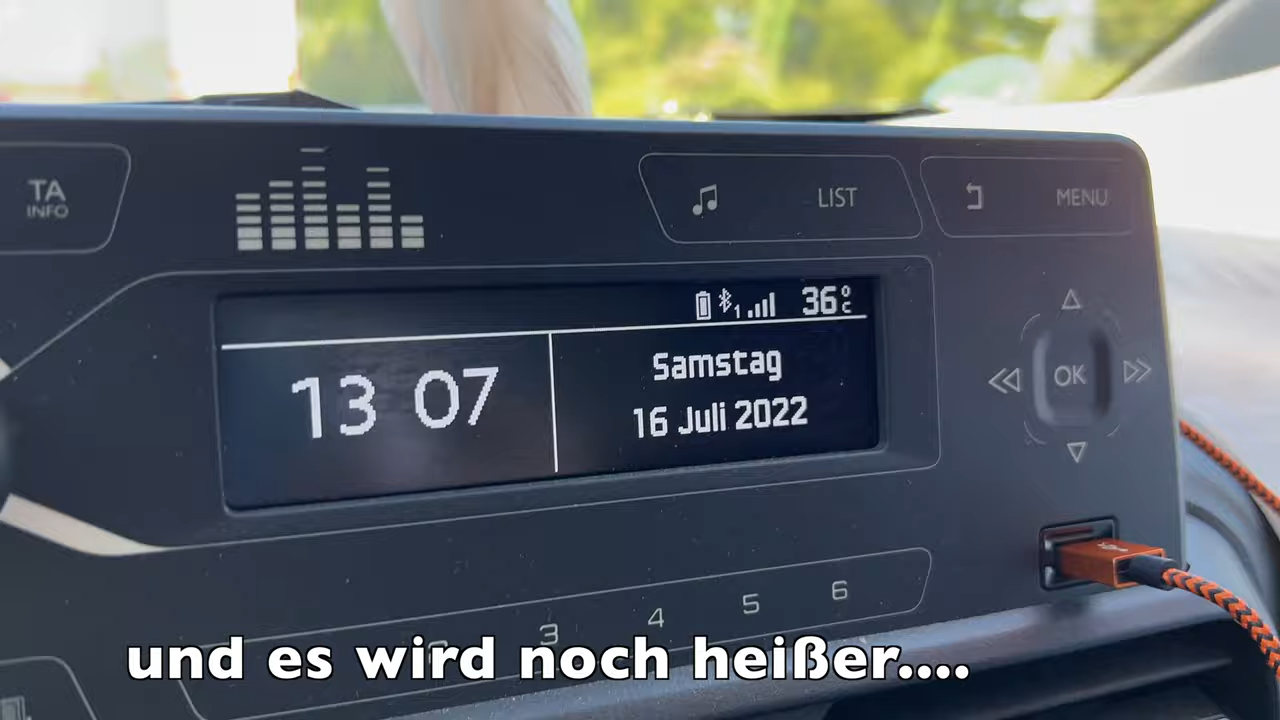 TA
INFO
LIST
MENU
1
36°C
13 07
Samstag
16 Juli 2022
OK
3
4
5
6
und es wird noch heißer....